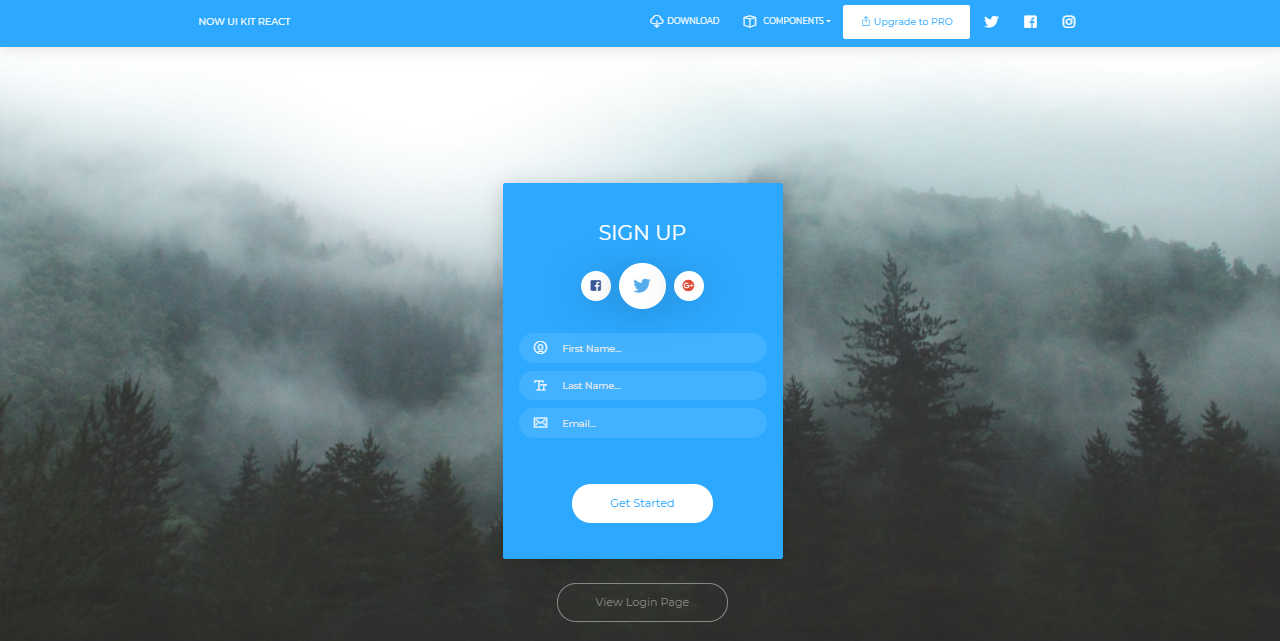 NOW UI KIT REACT
DOWNLOAD
COMPONENTS
Upgrade to PRO
SIGN UP
First Name...
Last Name...
Email...
Get Started
View Login Page